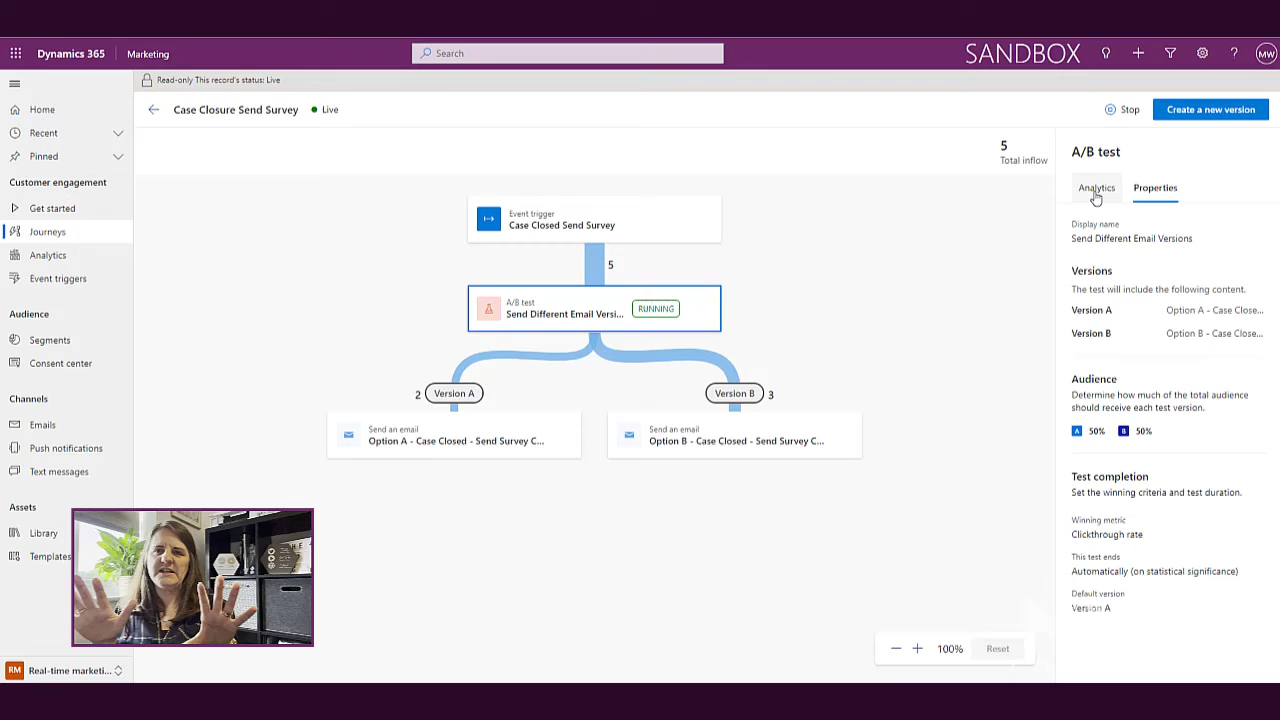 Dynamics 365
Marketing
Search
SANDBOX
MW
Read-only This record's status: Live
Home
Recent
Pinned
Customer engagement
Get started
Journeys
Analytics
Event triggers
Audience
Segments
Consent center
Channels
Emails
Push notifications
Text messages
Assets
Library
Templates
RM Real-time marketi...
Case Closure Send Survey
Live
Stop
Create a new version
5
Total inflow
Event trigger
Case Closed Send Survey
5
A/B test
Send Different Email Versi...
RUNNING
2 Version A
Version B 3
Send an email
Option A - Case Closed - Send Survey C...
Send an email
Option B - Case Closed - Send Survey C...
100%
Reset
A/B test
Analytics
Properties
Display name
Send Different Email Versions
Versions
The test will include the following content.
Version A Option A - Case Close...
Version B Option B - Case Close...
Audience
Determine how much of the total audience
should receive each test version.
A 50% B 50%
Test completion
Set the winning criteria and test duration.
Winning metric
Clickthrough rate
This test ends
Automatically (on statistical significance)
Default version
Version A